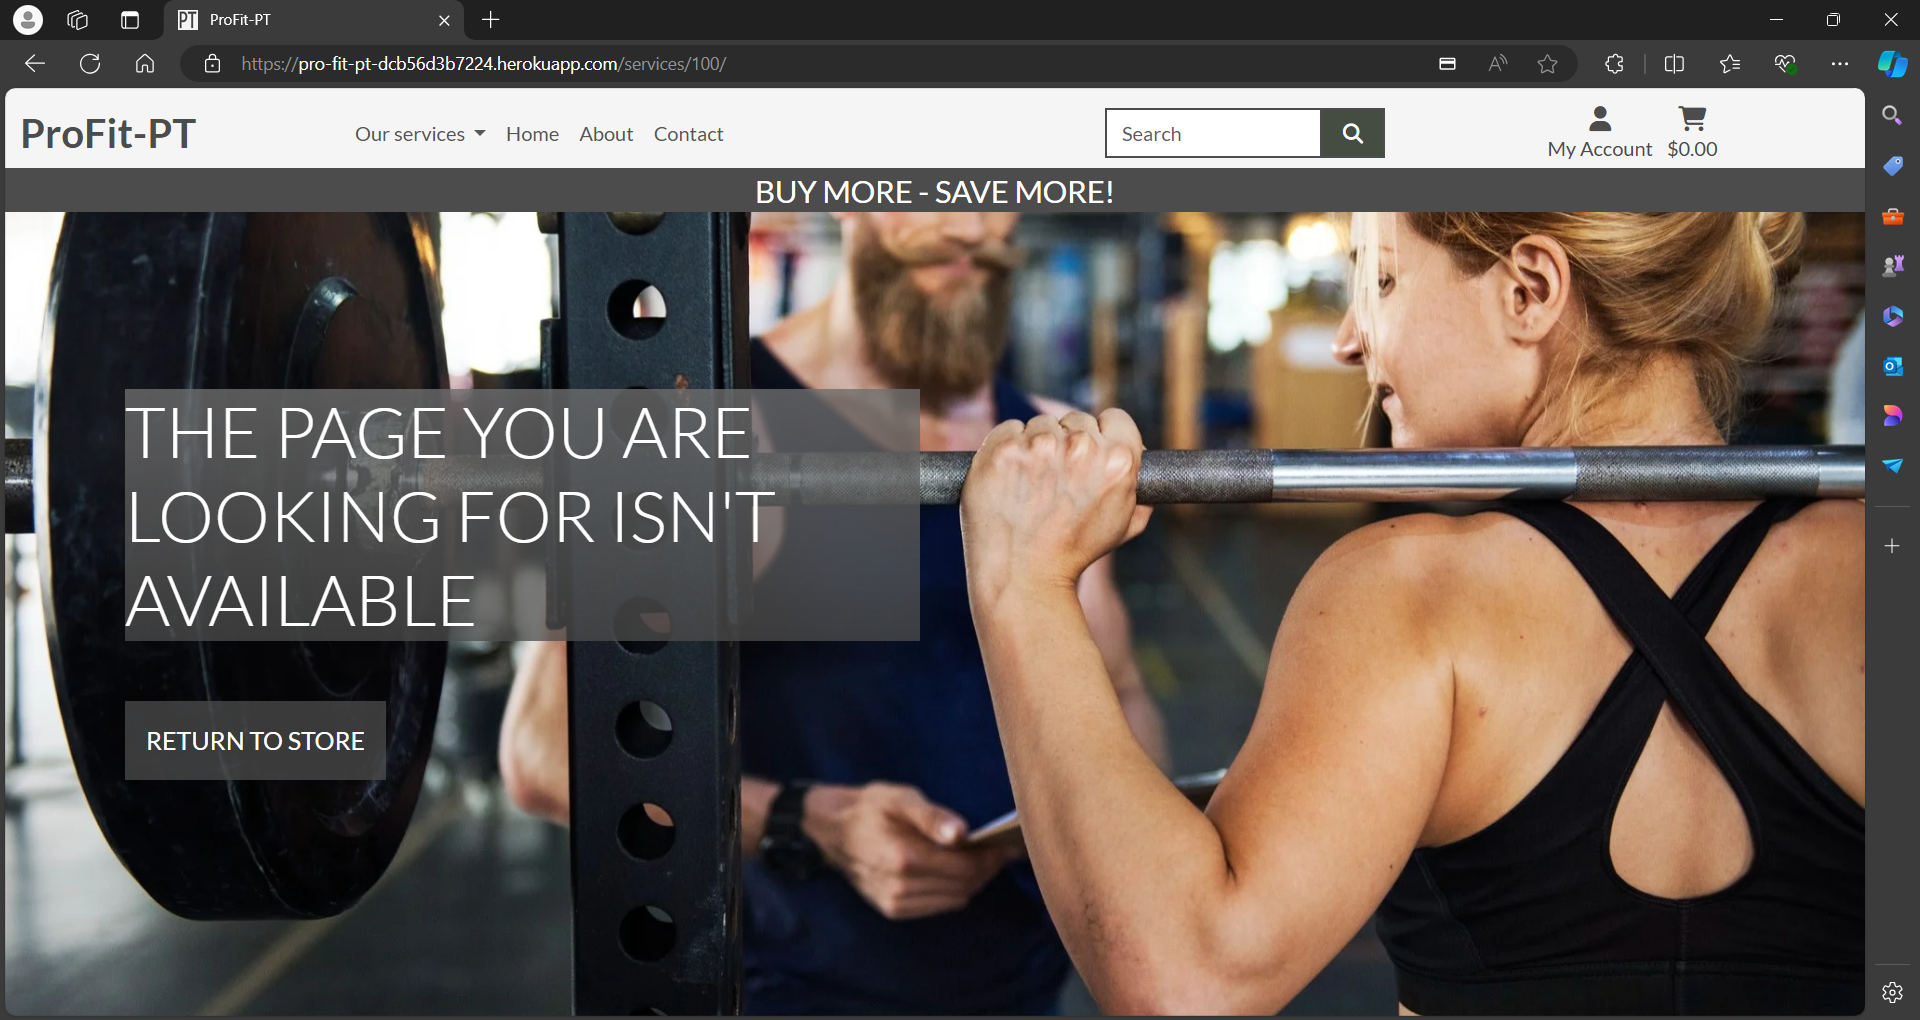 PT ProFit-PT
https://pro-fit-pt-dcb56d3b7224.herokuapp.com/services/100/
ProFit-PT
Our services Home About Contact
Search
My Account $0.00
BUY MORE - SAVE MORE!
THE PAGE YOU ARE
LOOKING FOR ISN'T
AVAILABLE
RETURN TO STORE